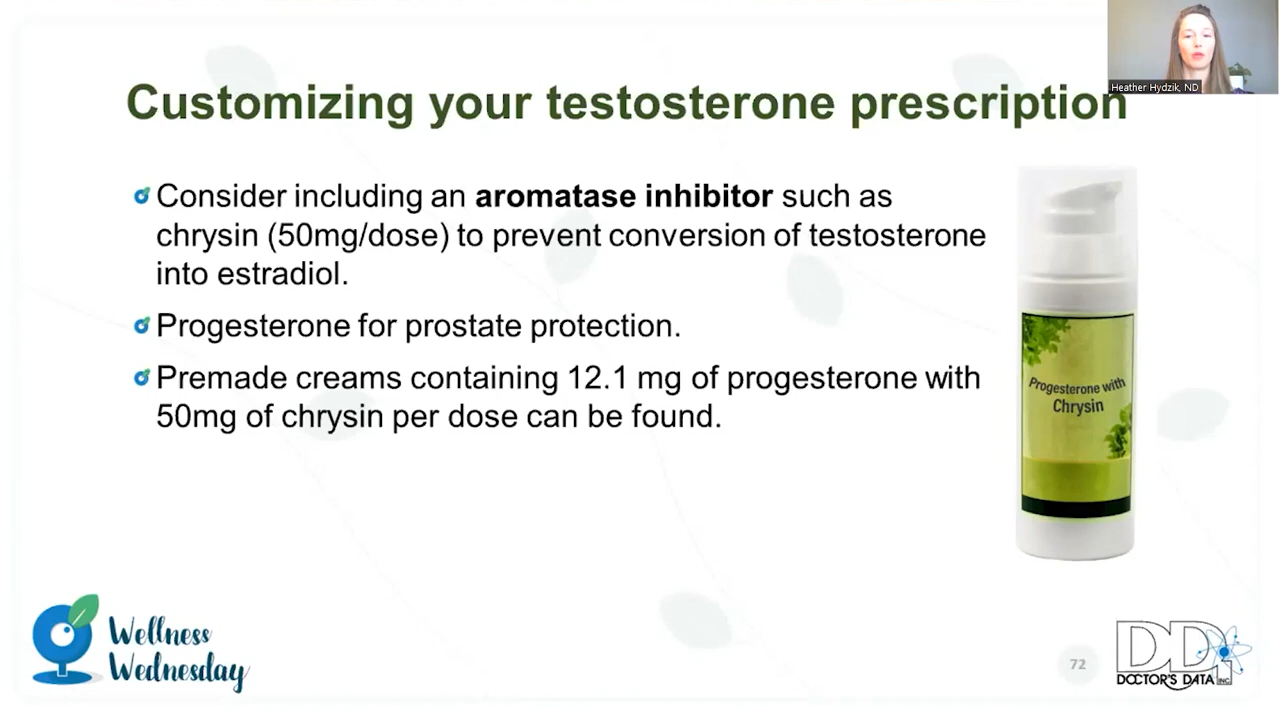 Heather Hydzik, ND
Customizing your testosterone prescription
Consider including an aromatase inhibitor such as
chrysin (50mg/dose) to prevent conversion of testosterone
into estradiol.
Progesterone for prostate protection.
Premade creams containing 12.1 mg of progesterone with
50mg of chrysin per dose can be found.
Progesterone with
Chrysin
Wellness
Wednesday
72
DDI
DOCTOR'S DATA INC.